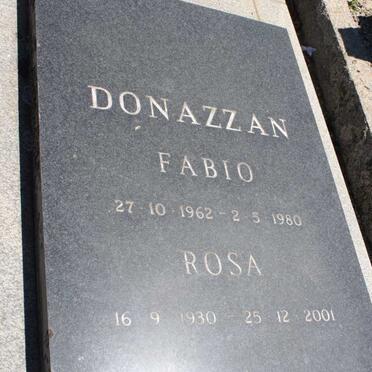 DONAZZAN
FABIO
27 10 1962 - 2 5 1980
ROSA
16 9 1930 - 25 12 2001